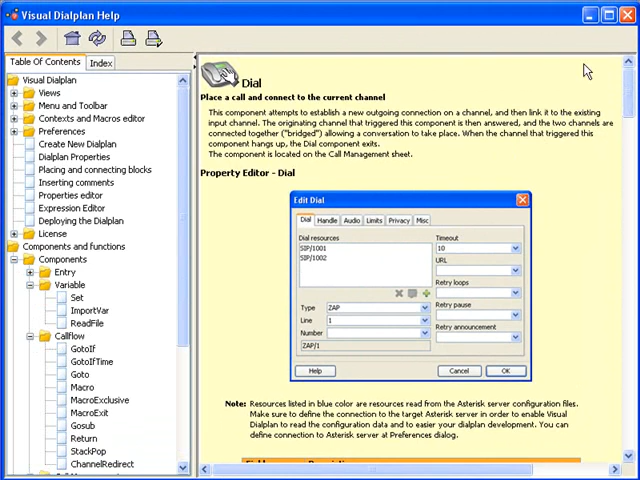 Visual Dialplan Help
Table Of Contents
Index
Visual Dialplan
Views
Menu and Toolbar
Contexts and Macros editor
Preferences
Create New Dialplan
Dialplan Properties
Placing and connecting blocks
Inserting comments
Properties editor
Expression Editor
Deploying the Dialplan
License
Components and functions
Components
Entry
Variable
Set
ImportVar
ReadFile
Callflow
GotoIf
GotoIfTime
Goto
Macro
MacroExclusive
MacroExit
Gosub
Return
StackPop
ChannelRedirect
Dial
Place a call and connect to the current channel
This component attempts to establish a new outgoing connection on a channel, and then link it to the existing
input channel. The originating channel that triggered this component is then answered, and the two channels are
connected together ("bridged") allowing a conversation to take place. When the channel that triggered this
component hangs up, the Dial component exits.
The component is located on the Call Management sheet.
Property Editor - Dial
Edit Dial
Dial Handle Audio Limits Privacy Misc
Dial resources
SIP/1001
SIP/1002
Type ZAP
Line 1
Number
ZAP/1
Timeout
10
URL
Retry loops
Retry pause
Retry announcement
Help Cancel OK
Note: Resources listed in blue color are resources read from the Asterisk server configuration files.
Make sure to define the connection to the target Asterisk server in order to enable Visual
Dialplan to read the configuration data and to easier your dialplan development. You can
define connection to Asterisk server at Preferences dialog.